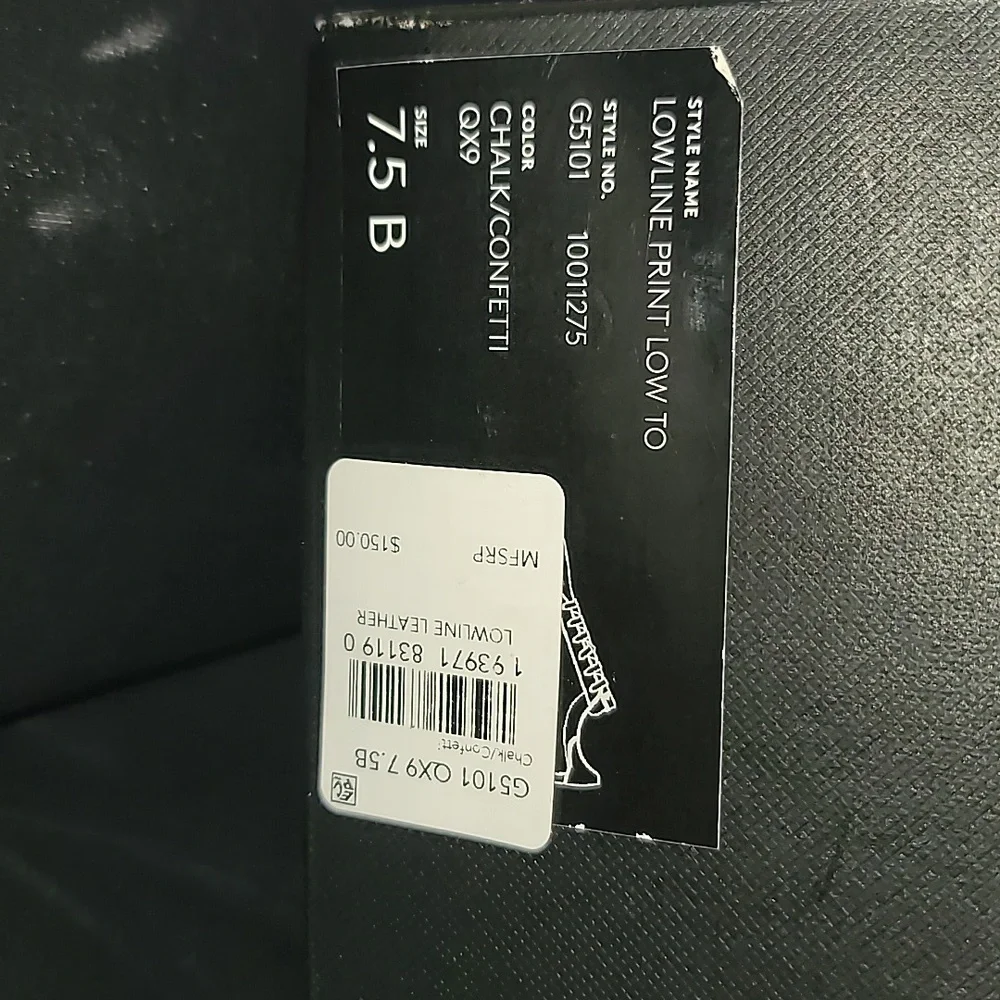 STYLE NAME
LOWLINE PRINT LOW TO
STYLE NO.
G5101 10011275
COLOR
CHALK/CONFETTI
QX9
SIZE
7.5 B
G5101 QX9 7.5B
Chalk/Confetti
1 93971 83119 0
LOWLINE LEATHER
MFSRP
$150.00